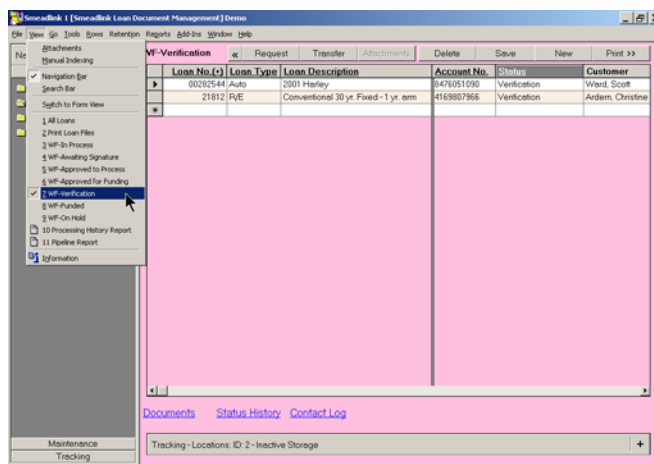 Smeadlink 1 [Smeadlink Loan Document Management] Demo
File View Go Tools Rows Retention Reports Add-Ins Window Help
Attachments
Manual Indexing
Navigation Bar
Search Bar
Switch to Form View
1 All Loans
2 Print Loan Files
3 WF-In Process
4 WF-Awaiting Signature
5 WF-Approved to Process
6 WF-Approved for Funding
7 WF-Verification
8 WF-Funded
9 WF-On Hold
10 Processing History Report
11 Pipeline Report
Information
WF-Verification « Request Transfer Attachments Delete Save New Print >>
Loan No.(+) Loan Type Loan Description Account No. Status Customer
00282544 Auto 2001 Harley 8476051090 Verification Ward, Scott
21812 R/E Conventional 30 yr. Fixed - 1 yr. arm 4169807966 Verification Ardern, Christine
Documents Status History Contact Log
Maintenance
Tracking
Tracking - Locations: ID: 2 - Inactive Storage +